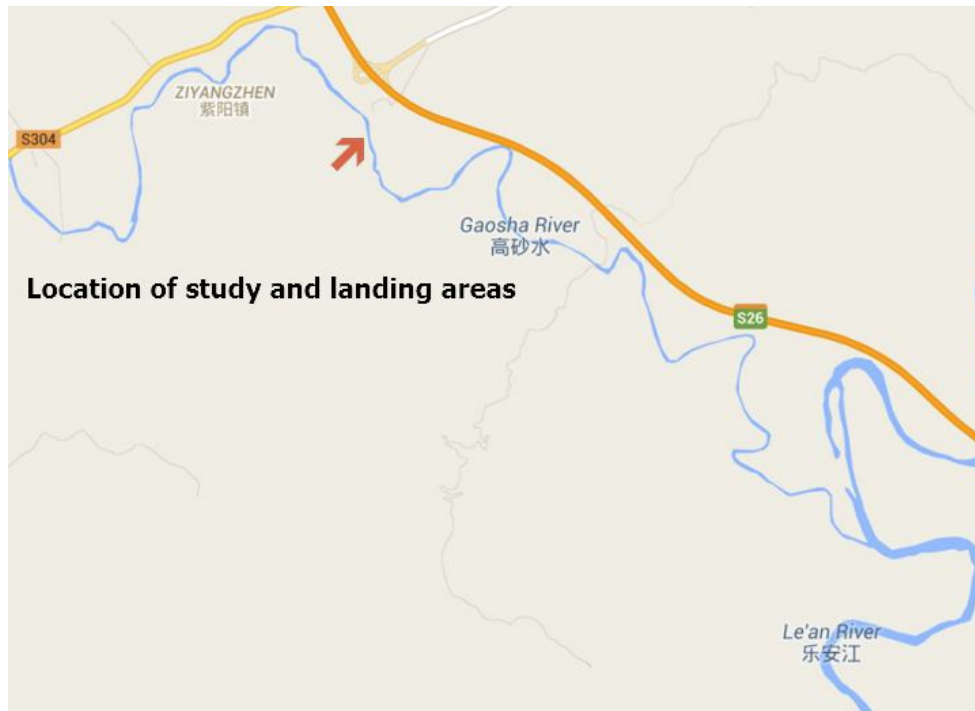 ZIYANGZHEN
紫阳镇
S304
Gaosha River
高砂水
Location of study and landing areas
S26
Le'an River
乐安江